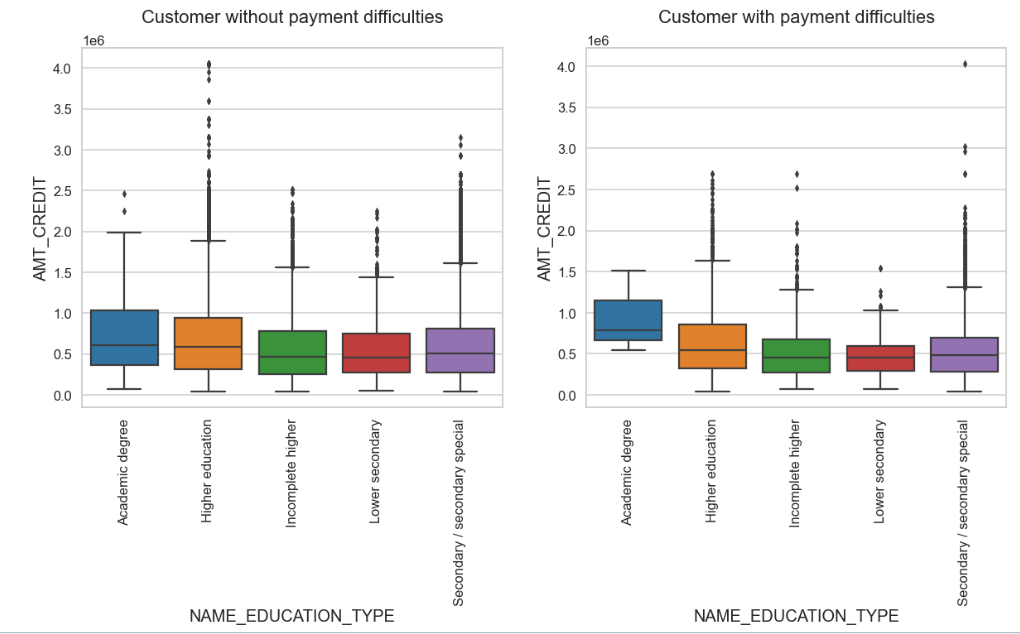 Customer without payment difficulties
1e6
4.0
3.5
3.0
2.5
2.0
1.5
1.0
0.5
0.0
AMT_CREDIT
Academic degree
Higher education
Incomplete higher
Lower secondary
Secondary / secondary special
NAME_EDUCATION_TYPE
Customer with payment difficulties
1e6
4.0
3.5
3.0
2.5
2.0
1.5
1.0
0.5
0.0
AMT_CREDIT
Academic degree
Higher education
Incomplete higher
Lower secondary
Secondary / secondary special
NAME_EDUCATION_TYPE